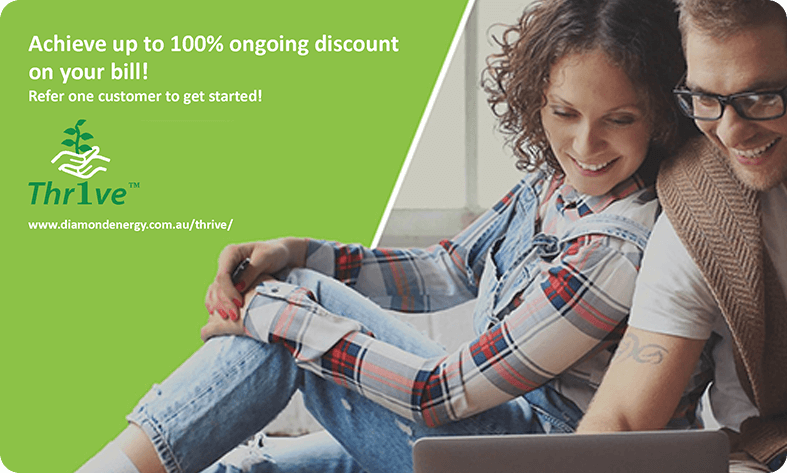 Achieve up to 100% ongoing discount
on your bill!
Refer one customer to get started!
Thr1ve™
www.diamondenergy.com.au/thrive/